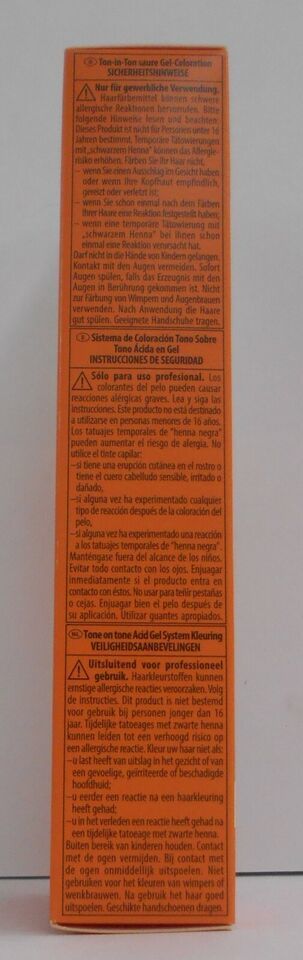 D Ton-in-Ton saure Gel-Coloration
SICHERHEITSHINWEISE
Nur für gewerbliche Verwendung.
Haarfärbemittel können schwere
allergische Reaktionen hervorrufen. Bitte
folgende Hinweise lesen und beachten:
Dieses Produkt ist nicht für Personen unter 16
Jahren bestimmt. Temporäre Tätowierungen
mit „schwarzem Henna" können das Allergie-
risiko erhöhen. Färben Sie Ihr Haar nicht,
– wenn Sie einen Ausschlag im Gesicht haben
oder wenn Ihre Kopfhaut empfindlich,
gereizt oder verletzt ist;
– wenn Sie schon einmal nach dem Färben
Ihrer Haare eine Reaktion festgestellt haben;
– wenn eine temporäre Tätowierung mit
„schwarzem Henna" bei Ihnen schon
einmal eine Reaktion verursacht hat.
Darf nicht in die Hände von Kindern gelangen.
Kontakt mit den Augen vermeiden. Sofort
Augen spülen, falls das Erzeugnis mit den
Augen in Berührung gekommen ist. Nicht
zur Färbung von Wimpern und Augenbrauen
verwenden. Nach Anwendung die Haare
gut spülen. Geeignete Handschuhe tragen.
E Sistema de Coloración Tono Sobre
Tono Ácida en Gel
INSTRUCCIONES DE SEGURIDAD
Sólo para uso profesional. Los
colorantes del pelo pueden causar
reacciones alérgicas graves. Lea y siga las
instrucciones. Este producto no está destinado
a utilizarse en personas menores de 16 años.
Los tatuajes temporales de "henna negra"
pueden aumentar el riesgo de alergia. No
utilice el tinte capilar:
–si tiene una erupción cutánea en el rostro o
tiene el cuero cabelludo sensible, irritado o
dañado,
–si alguna vez ha experimentado cualquier
tipo de reacción después de la coloración del
pelo,
–si alguna vez ha experimentado una reacción
a los tatuajes temporales de "henna negra".
Manténgase fuera del alcance de los niños.
Evitar todo contacto con los ojos. Enjuagar
inmediatamente si el producto entra en
contacto con éstos. No usar para teñir pestañas
o cejas. Enjuagar bien el pelo después de
su aplicación. Utilizar guantes apropiados.
NL Tone on tone Acid Gel System Kleuring
VEILIGHEIDSAANBEVELINGEN
Uitsluitend voor professioneel
gebruik. Haarkleurstoffen kunnen
ernstige allergische reacties veroorzaken. Volg
de instructies. Dit product is niet bestemd
voor gebruik bij personen jonger dan 16
jaar. Tijdelijke tatoeages met zwarte henna
kunnen leiden tot een verhoogd risico op
een allergische reactie. Kleur uw haar niet als:
–u last heeft van uitslag in het gezicht of van
een gevoelige, geïrriteerde of beschadigde
hoofdhuid;
–u eerder een reactie na een haarkleuring
heeft gehad;
–u in het verleden een reactie heeft gehad na
een tijdelijke tatoeage met zwarte henna.
Buiten bereik van kinderen houden. Contact
met de ogen vermijden. Bij contact met
de ogen onmiddellijk uitspoelen. Niet
gebruiken voor het kleuren van wimpers of
wenkbrauwen. Na gebruik het haar goed
uitspoelen. Geschikte handschoenen dragen.